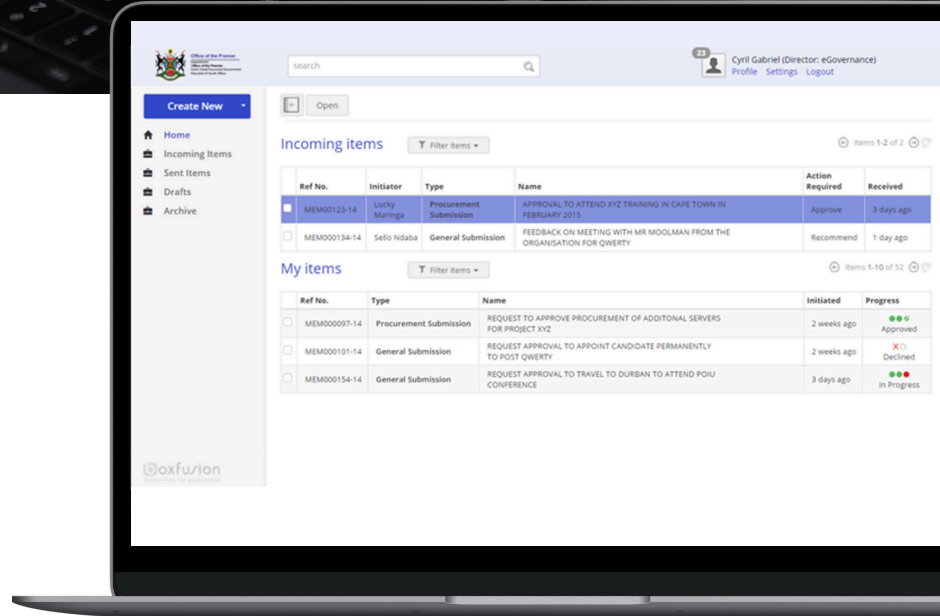 Office of the Premier
search
23
Cyril Gabriel (Director: eGovernance)
Profile Settings Logout
Create New
Open
Home
Incoming Items
Sent Items
Drafts
Archive
Incoming items
Filter items
Items 1-2 of 2
Ref No. Initiator Type Name Action Required Received
MEM00123-14 Lucky Maringa Procurement Submission APPROVAL TO ATTEND XYZ TRAINING IN CAPE TOWN IN FEBRUARY 2015 Approve 3 days ago
MEM000134-14 Sello Ndaba General Submission FEEDBACK ON MEETING WITH MR MOOLMAN FROM THE ORGANISATION FOR QWERTY Recommend 1 day ago
My items
Filter items
Items 1-10 of 52
Ref No. Type Name Initiated Progress
MEM000097-14 Procurement Submission REQUEST TO APPROVE PROCUREMENT OF ADDITONAL SERVERS FOR PROJECT XYZ 2 weeks ago Approved
MEM000101-14 General Submission REQUEST APPROVAL TO APPOINT CANDIDATE PERMANENTLY TO POST QWERTY 2 weeks ago X Declined
MEM000154-14 General Submission REQUEST APPROVAL TO TRAVEL TO DURBAN TO ATTEND POIU CONFERENCE 3 days ago In Progress
oxfuzion